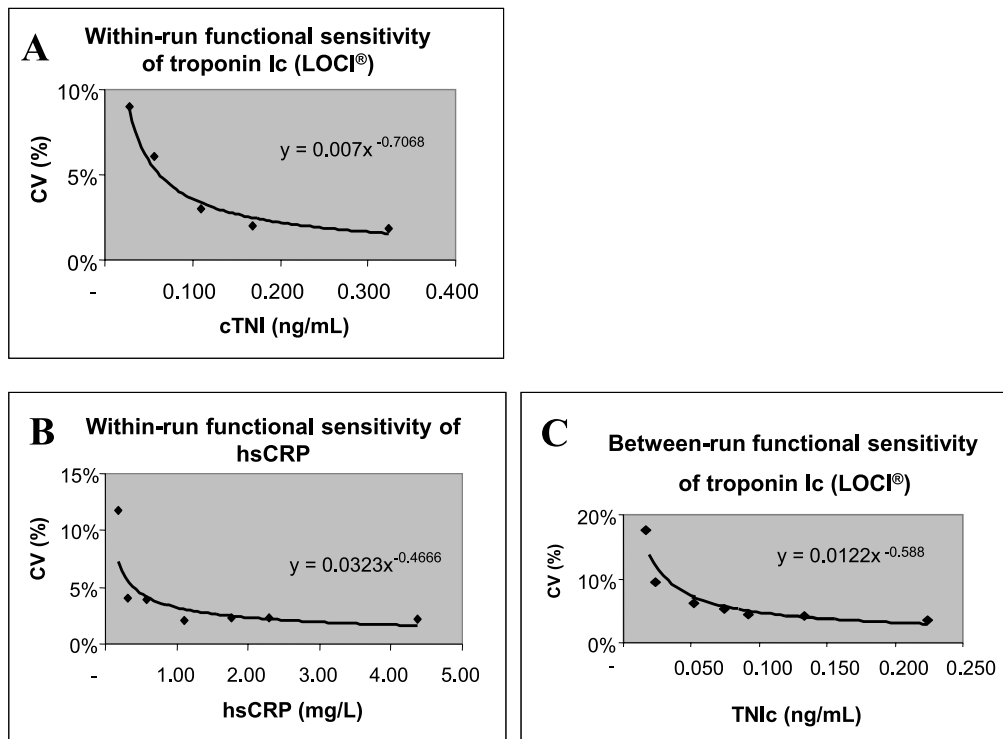 A
Within-run functional sensitivity
of troponin Ic (LOCI®)
10%
5%
0%
CV (%)
y = 0.007x^-0.7068
- 0.100 0.200 0.300 0.400
cTNI (ng/mL)
B
Within-run functional sensitivity of
hsCRP
15%
10%
5%
0%
CV (%)
y = 0.0323x^-0.4666
- 1.00 2.00 3.00 4.00 5.00
hsCRP (mg/L)
C
Between-run functional sensitivity
of troponin Ic (LOCI®)
20%
10%
0%
CV (%)
y = 0.0122x^-0.588
- 0.050 0.100 0.150 0.200 0.250
TNIc (ng/mL)